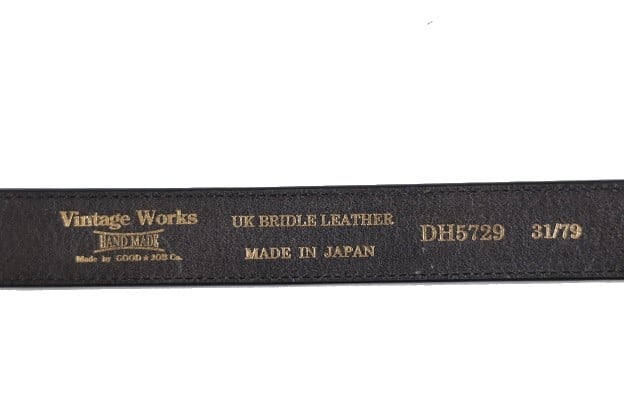 Vintage Works
HAND MADE
Made by GOOD & JOB Co.
UK BRIDLE LEATHER
MADE IN JAPAN
DH5729
31/79